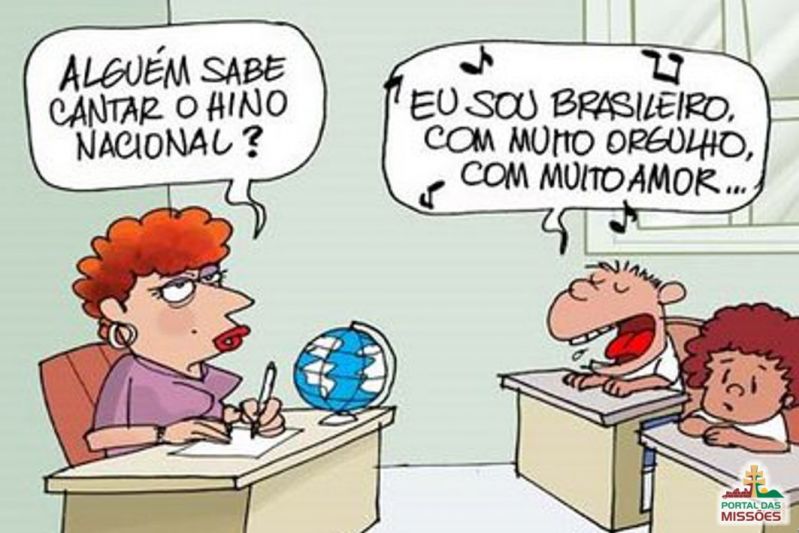 ALGUÉM SABE
CANTAR O HINO
NACIONAL?
EU SOU BRASILEIRO,
COM MUITO ORGULHO,
COM MUITO AMOR...
PORTAL DAS
MISSÕES